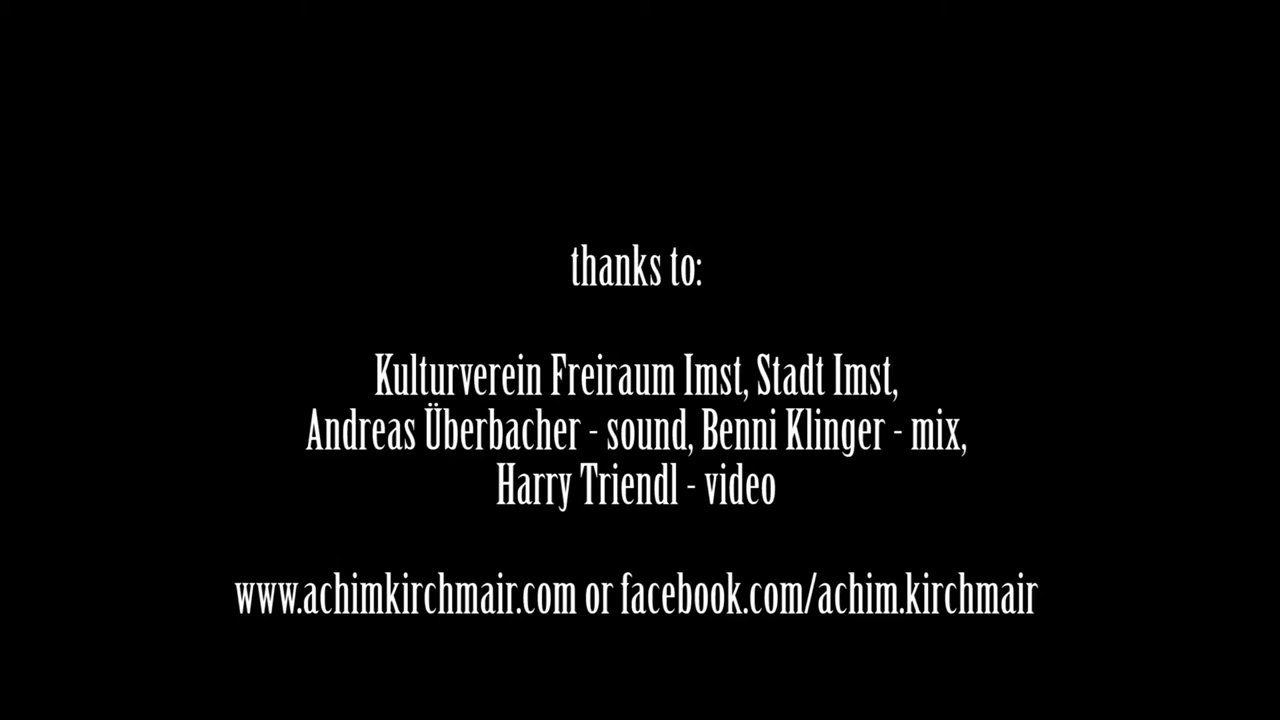 thanks to:
Kulturverein Freiraum Imst, Stadt Imst,
Andreas Überbacher - sound, Benni Klinger - mix,
Harry Triendl - video
www.achimkirchmair.com or facebook.com/achim.kirchmair